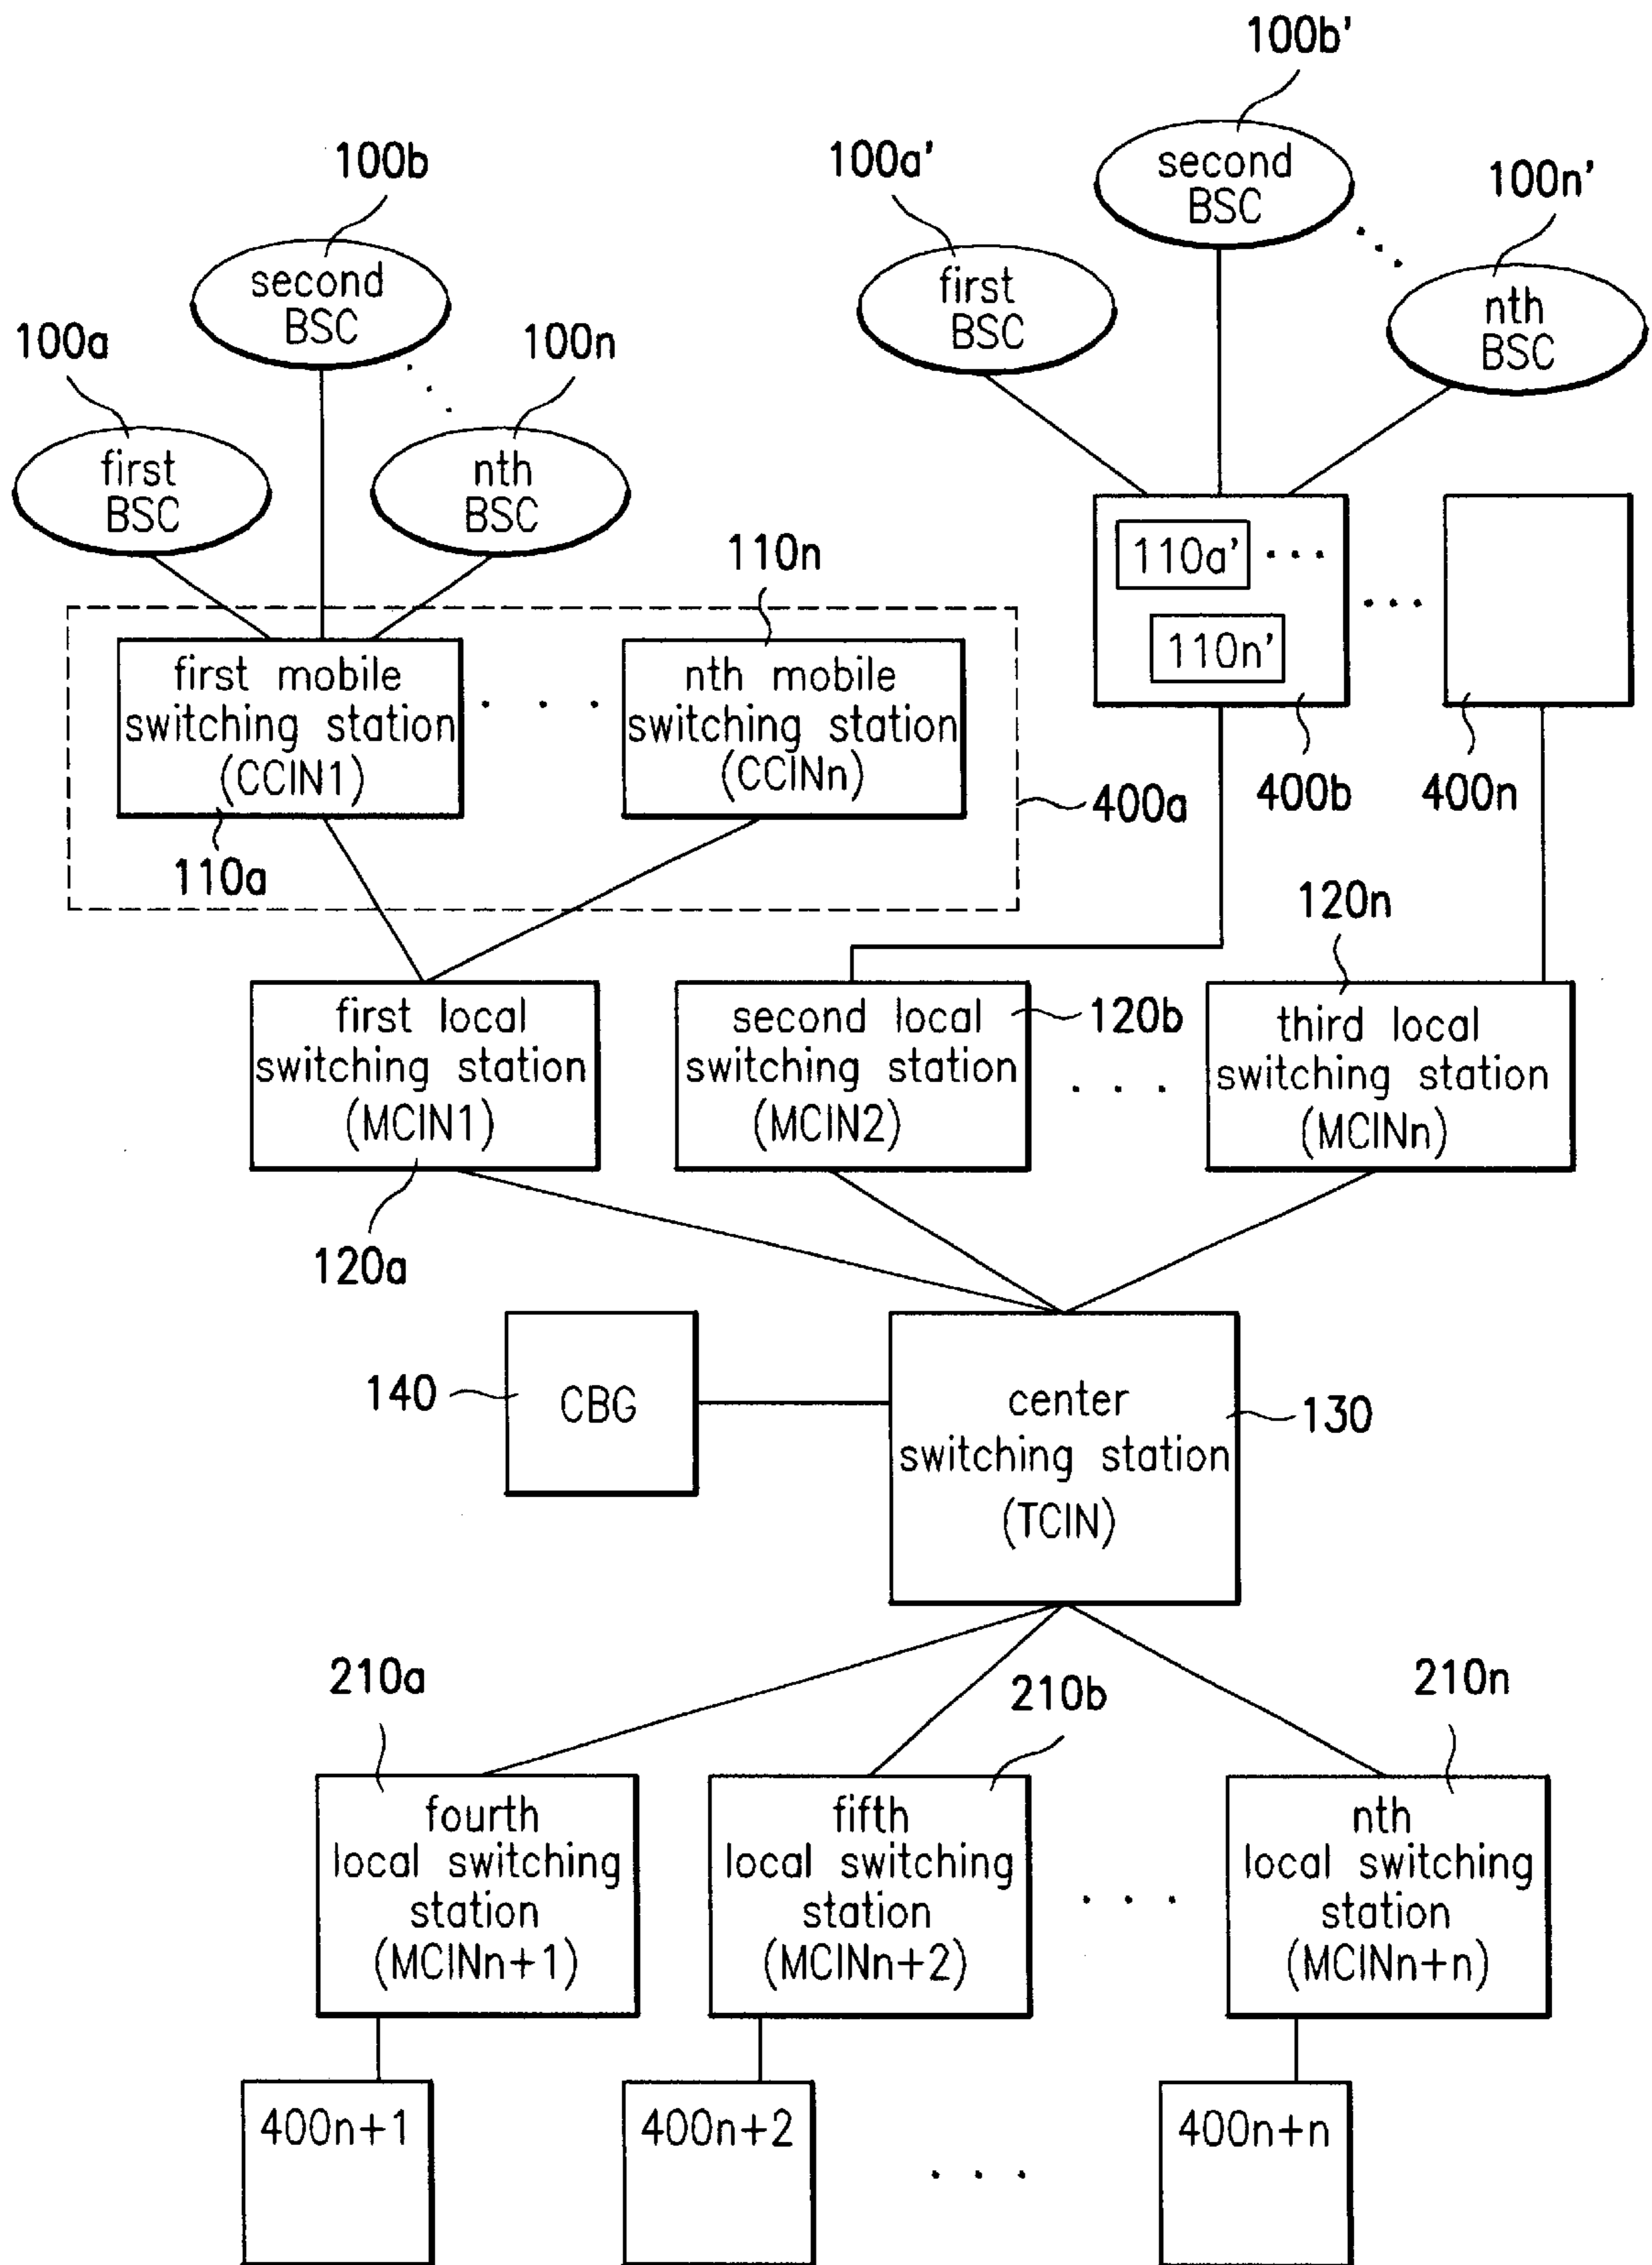 100b'
100b
100a'
second
BSC
100n'
second
BSC
first
BSC
nth
BSC
100a
100n
first
BSC
nth
BSC
110n
110a' ...
110n'
...
first mobile
switching station
(CCIN1)
. . .
nth mobile
switching station
(CCINn)
400a
400b
400n
110a
120n
first local
switching station
(MCIN1)
second local
switching station
(MCIN2)
120b
. . .
third local
switching station
(MCINn)
120a
140
CBG
center
switching station
(TCIN)
130
210a
210b
210n
fourth
local switching
station
(MCINn+1)
fifth
local switching
station
(MCINn+2)
. . .
nth
local switching
station
(MCINn+n)
400n+1
400n+2
. . .
400n+n